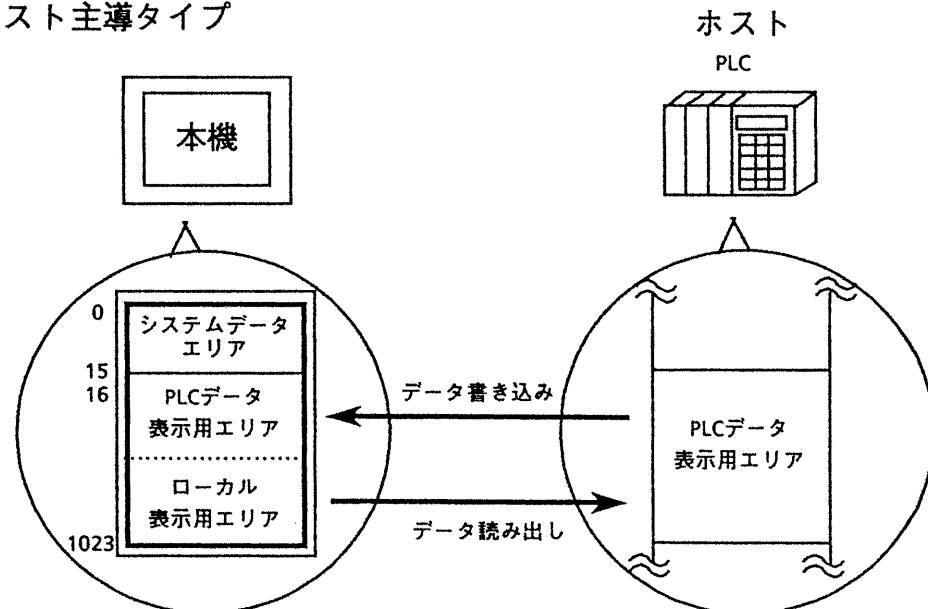 スト主導タイプ
ホスト
PLC
本機
0
システムデータ
エリア
15
16
PLCデータ
表示用エリア
ローカル
表示用エリア
1023
データ書き込み
データ読み出し
PLCデータ
表示用エリア